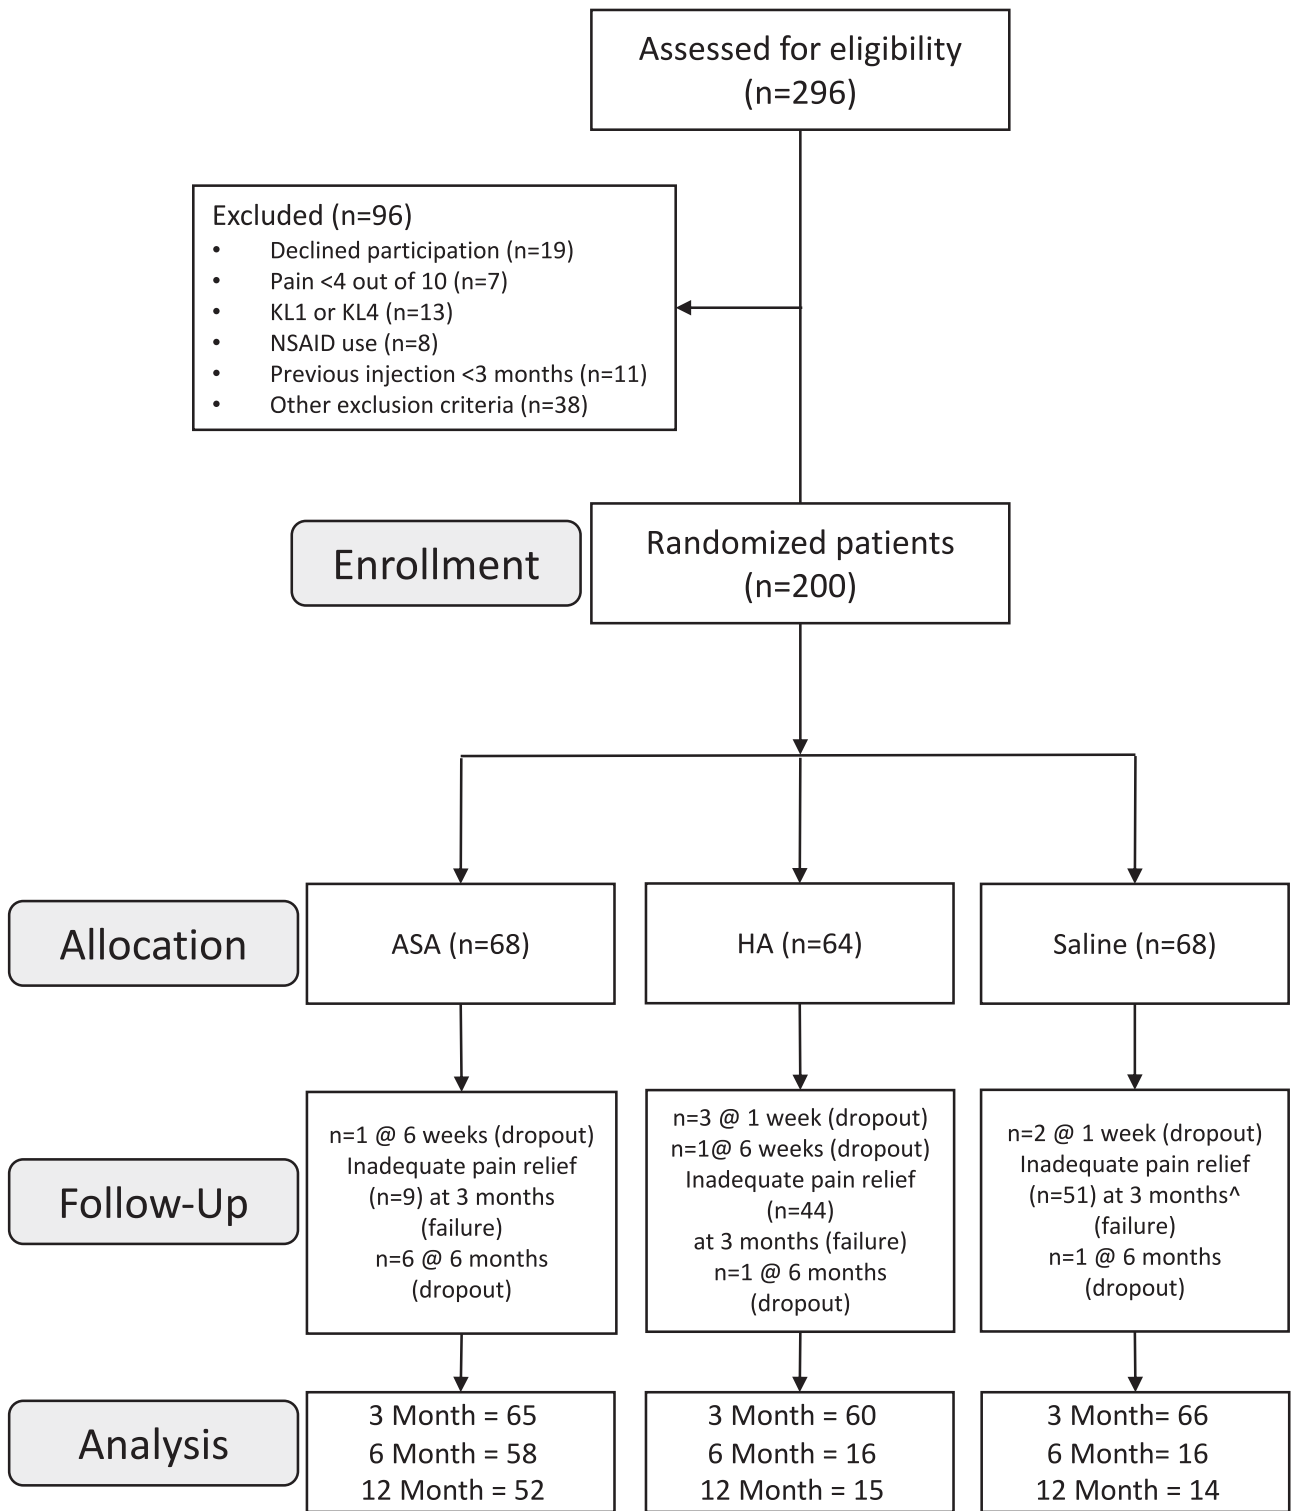 Assessed for eligibility
(n=296)
Excluded (n=96)
• Declined participation (n=19)
• Pain <4 out of 10 (n=7)
• KL1 or KL4 (n=13)
• NSAID use (n=8)
• Previous injection <3 months (n=11)
• Other exclusion criteria (n=38)
Enrollment
Randomized patients
(n=200)
Allocation
ASA (n=68)
HA (n=64)
Saline (n=68)
Follow-Up
n=1 @ 6 weeks (dropout)
Inadequate pain relief
(n=9) at 3 months
(failure)
n=6 @ 6 months
(dropout)
n=3 @ 1 week (dropout)
n=1@ 6 weeks (dropout)
Inadequate pain relief
(n=44)
at 3 months (failure)
n=1 @ 6 months
(dropout)
n=2 @ 1 week (dropout)
Inadequate pain relief
(n=51) at 3 months^
(failure)
n=1 @ 6 months
(dropout)
Analysis
3 Month = 65
6 Month = 58
12 Month = 52
3 Month = 60
6 Month = 16
12 Month = 15
3 Month= 66
6 Month = 16
12 Month = 14